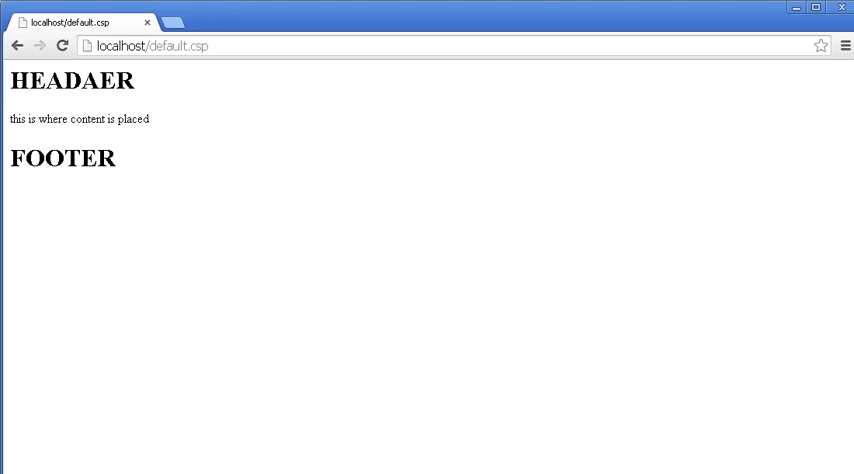 localhost/default.csp
localhost/default.csp
HEADAER
this is where content is placed
FOOTER